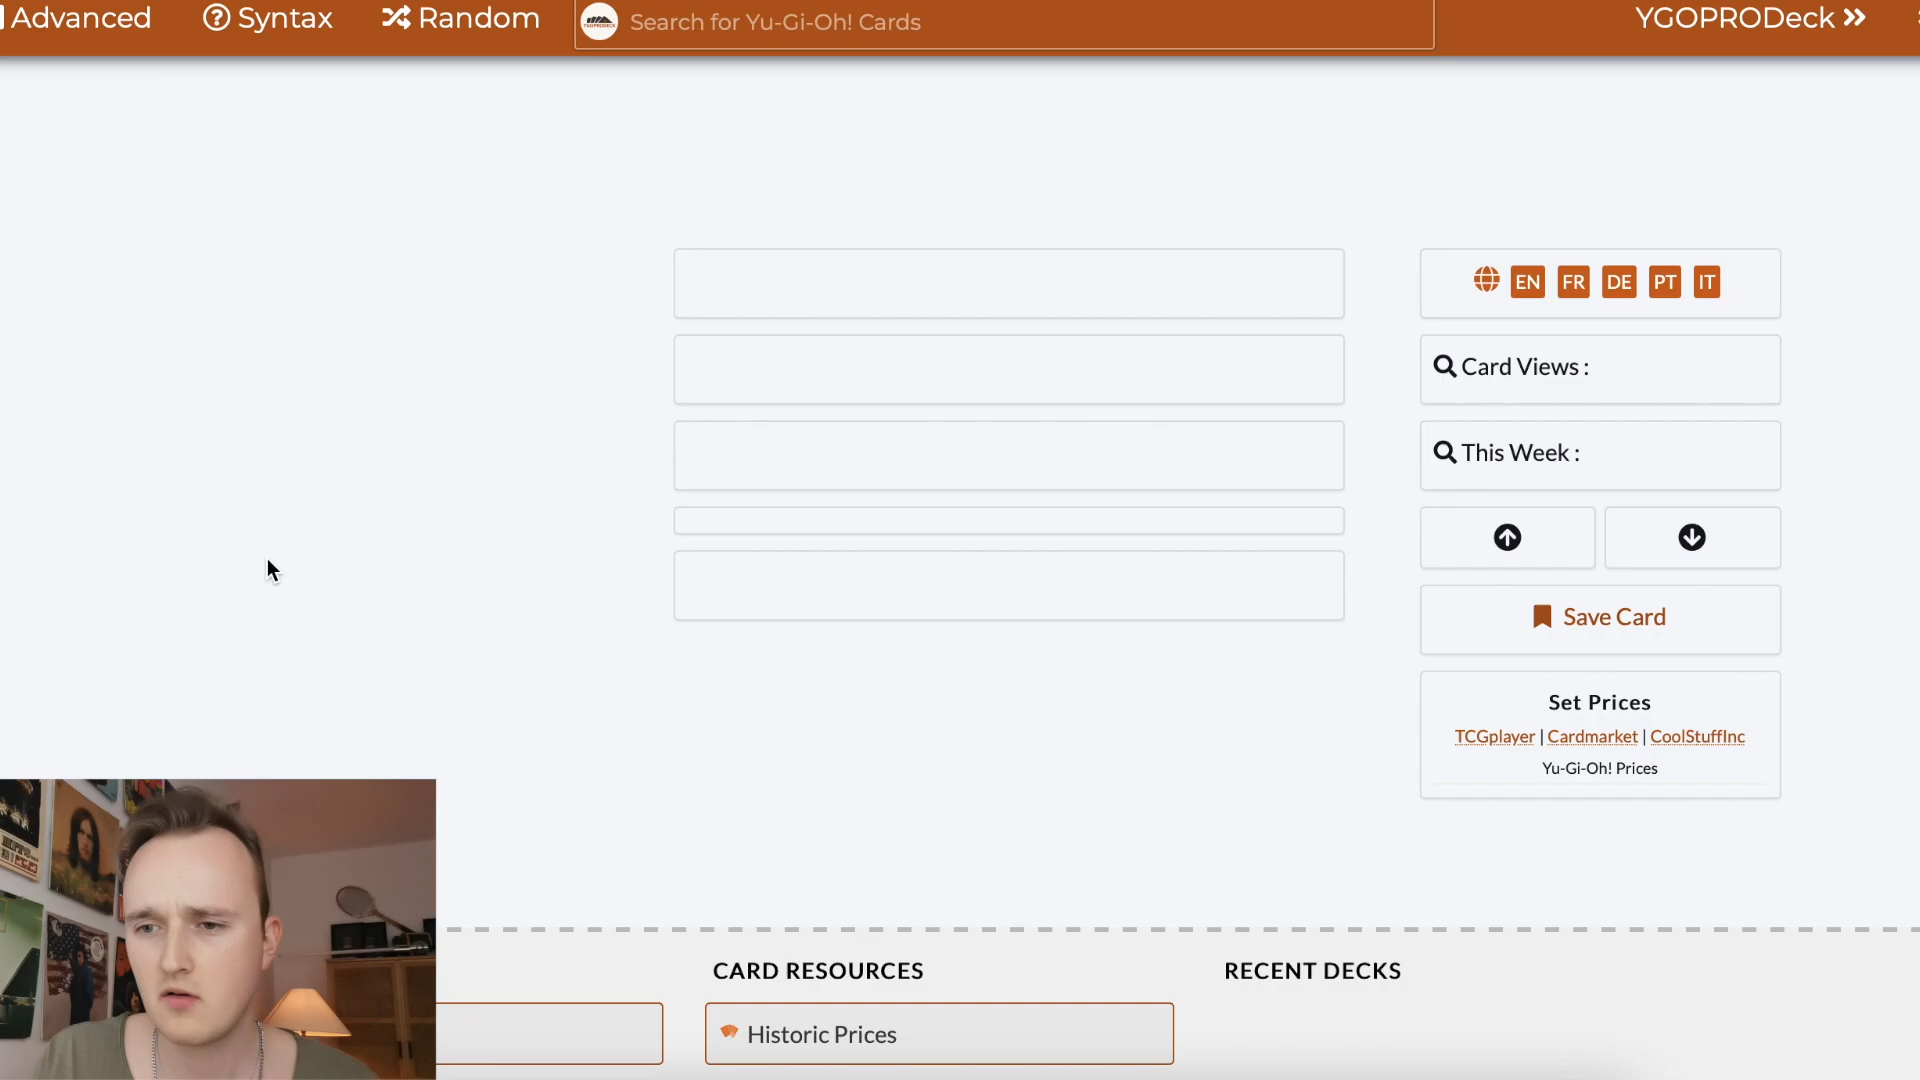 Advanced
Syntax
Random
Search for Yu-Gi-Oh! Cards
YGOPRODeck
EN FR DE PT IT
Card Views :
This Week :
Save Card
Set Prices
TCGplayer | Cardmarket | CoolStuffInc
Yu-Gi-Oh! Prices
CARD RESOURCES
RECENT DECKS
Historic Prices